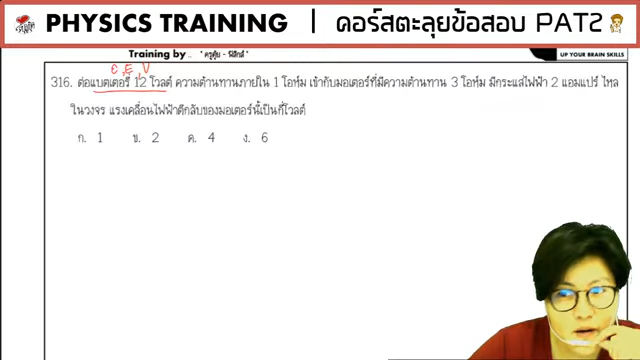 PHYSICS TRAINING | คอร์สตะลุยข้อสอบ PAT2
Training by .. "ครูตุ้ย - ฟิสิกส์"
UP YOUR BRAIN SKILLS
e, E, V
316. ต่อแบตเตอรี่ 12 โวลต์ ความต้านทานภายใน 1 โอห์ม เข้ากับมอเตอร์ที่มีความต้านทาน 3 โอห์ม มีกระแสไฟฟ้า 2 แอมแปร์ ไหล
ในวงจร แรงเคลื่อนไฟฟ้าตีกลับของมอเตอร์นี้เป็นกี่โวลต์
ก. 1 ข. 2 ค. 4 ง. 6